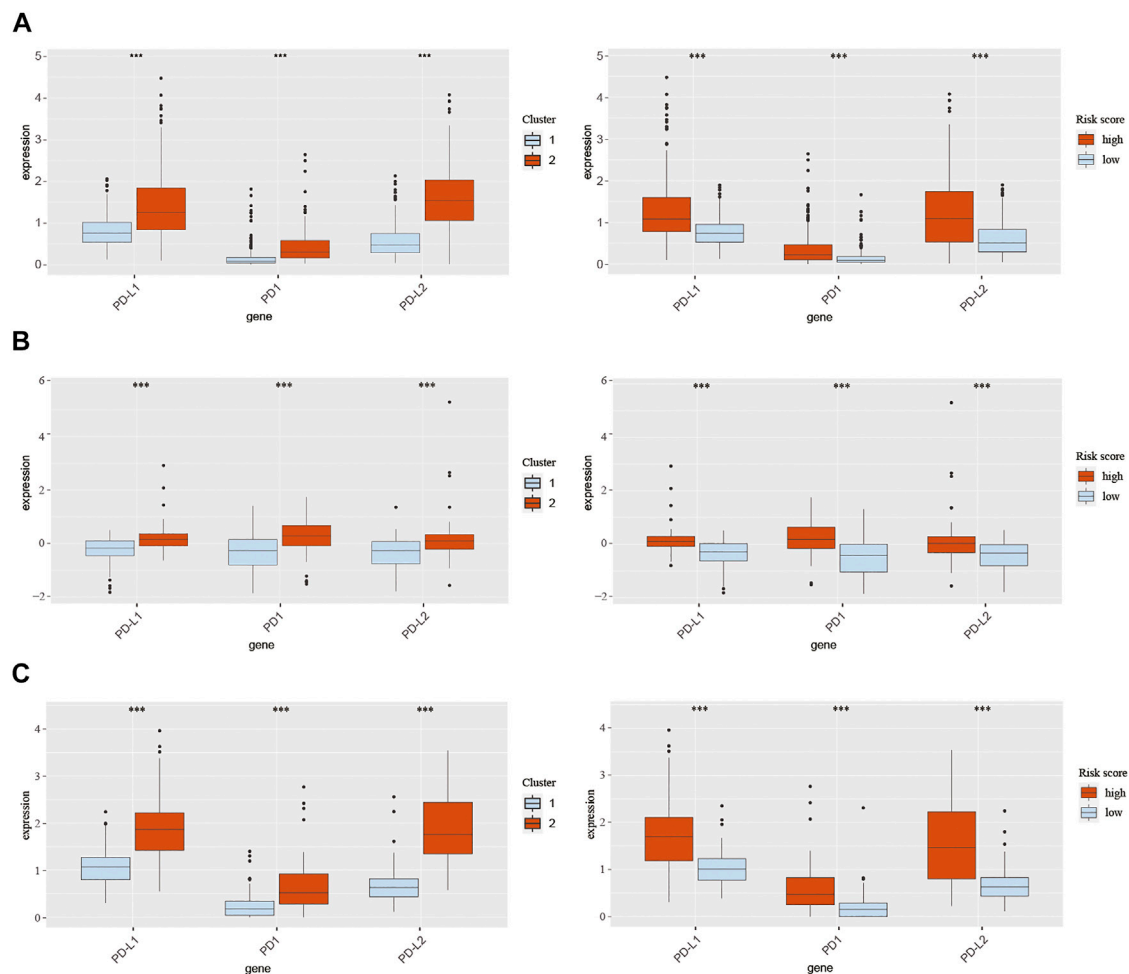 A
*** *** ***
5
4
3
2
1
0
expression
PD-L1 PD1 PD-L2
gene
Cluster
1
2
*** *** ***
5
4
3
2
1
0
expression
PD-L1 PD1 PD-L2
gene
Risk score
high
low
B
*** *** ***
6
4
2
0
−2
expression
PD-L1 PD1 PD-L2
gene
Cluster
1
2
*** *** ***
6
4
2
0
−2
expression
PD-L1 PD1 PD-L2
gene
Risk score
high
low
C
*** *** ***
4
3
2
1
0
expression
PD-L1 PD1 PD-L2
gene
Cluster
1
2
*** *** ***
4
3
2
1
0
expression
PD-L1 PD1 PD-L2
gene
Risk score
high
low